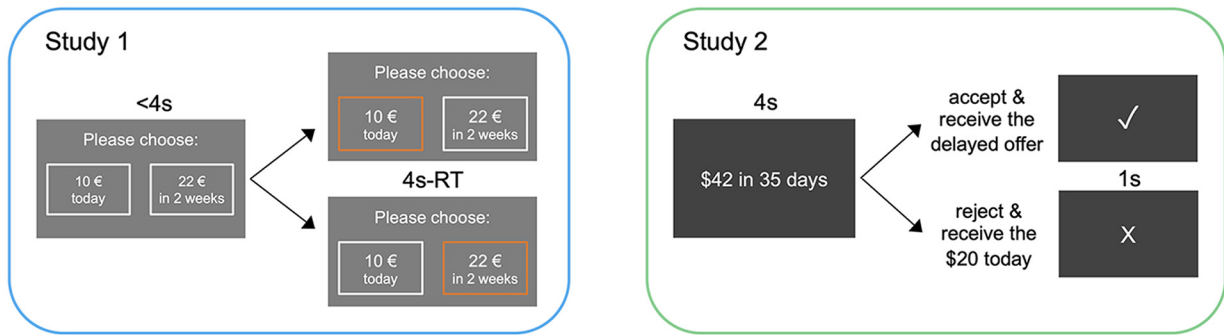 Study 1
<4s
Please choose:
10 €
today
22 €
in 2 weeks
Please choose:
10 €
today
22 €
in 2 weeks
4s-RT
Please choose:
10 €
today
22 €
in 2 weeks
Study 2
4s
$42 in 35 days
accept &
receive the
delayed offer
✓
1s
reject &
receive the
$20 today
X